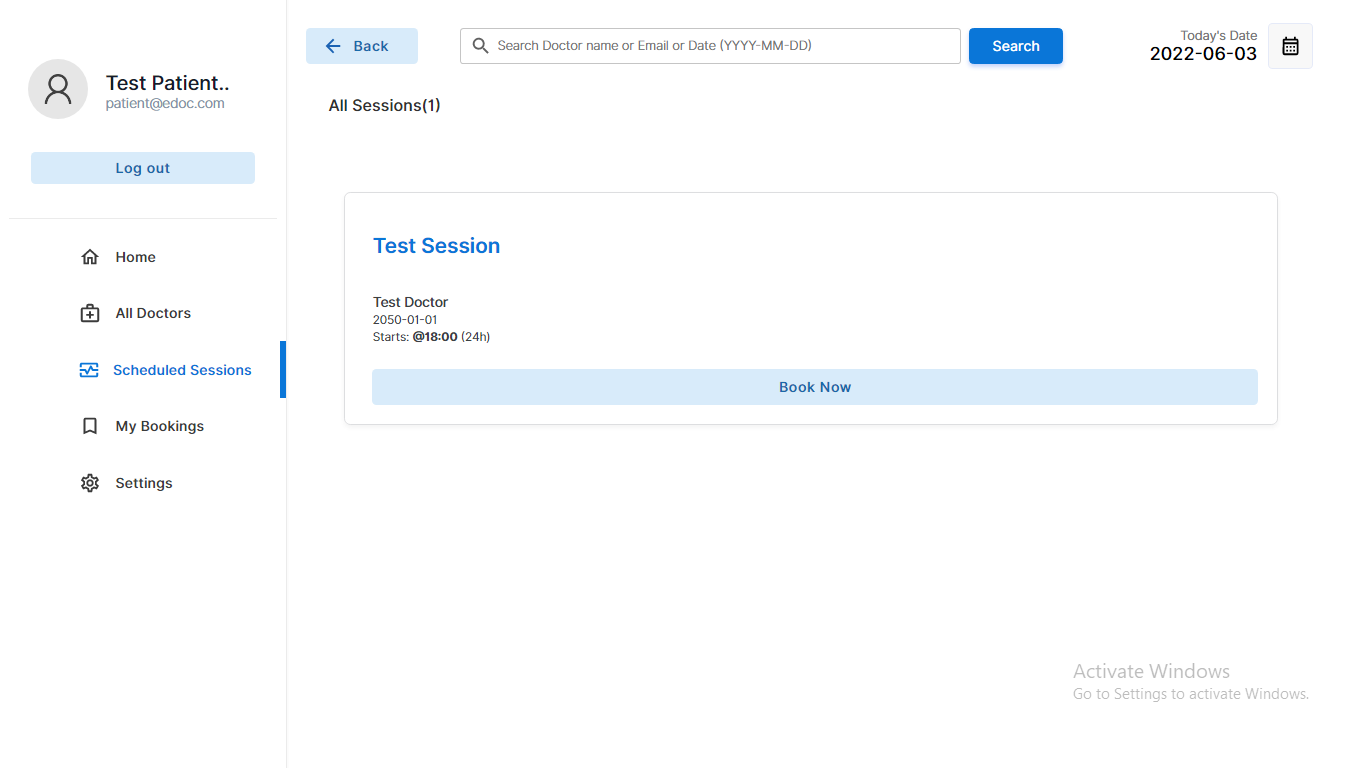 Test Patient..
patient@edoc.com
Log out
Home
All Doctors
Scheduled Sessions
My Bookings
Settings
Back
Search Doctor name or Email or Date (YYYY-MM-DD)
Search
Today's Date
2022-06-03
All Sessions(1)
Test Session
Test Doctor
2050-01-01
Starts: @18:00 (24h)
Book Now
Activate Windows
Go to Settings to activate Windows.